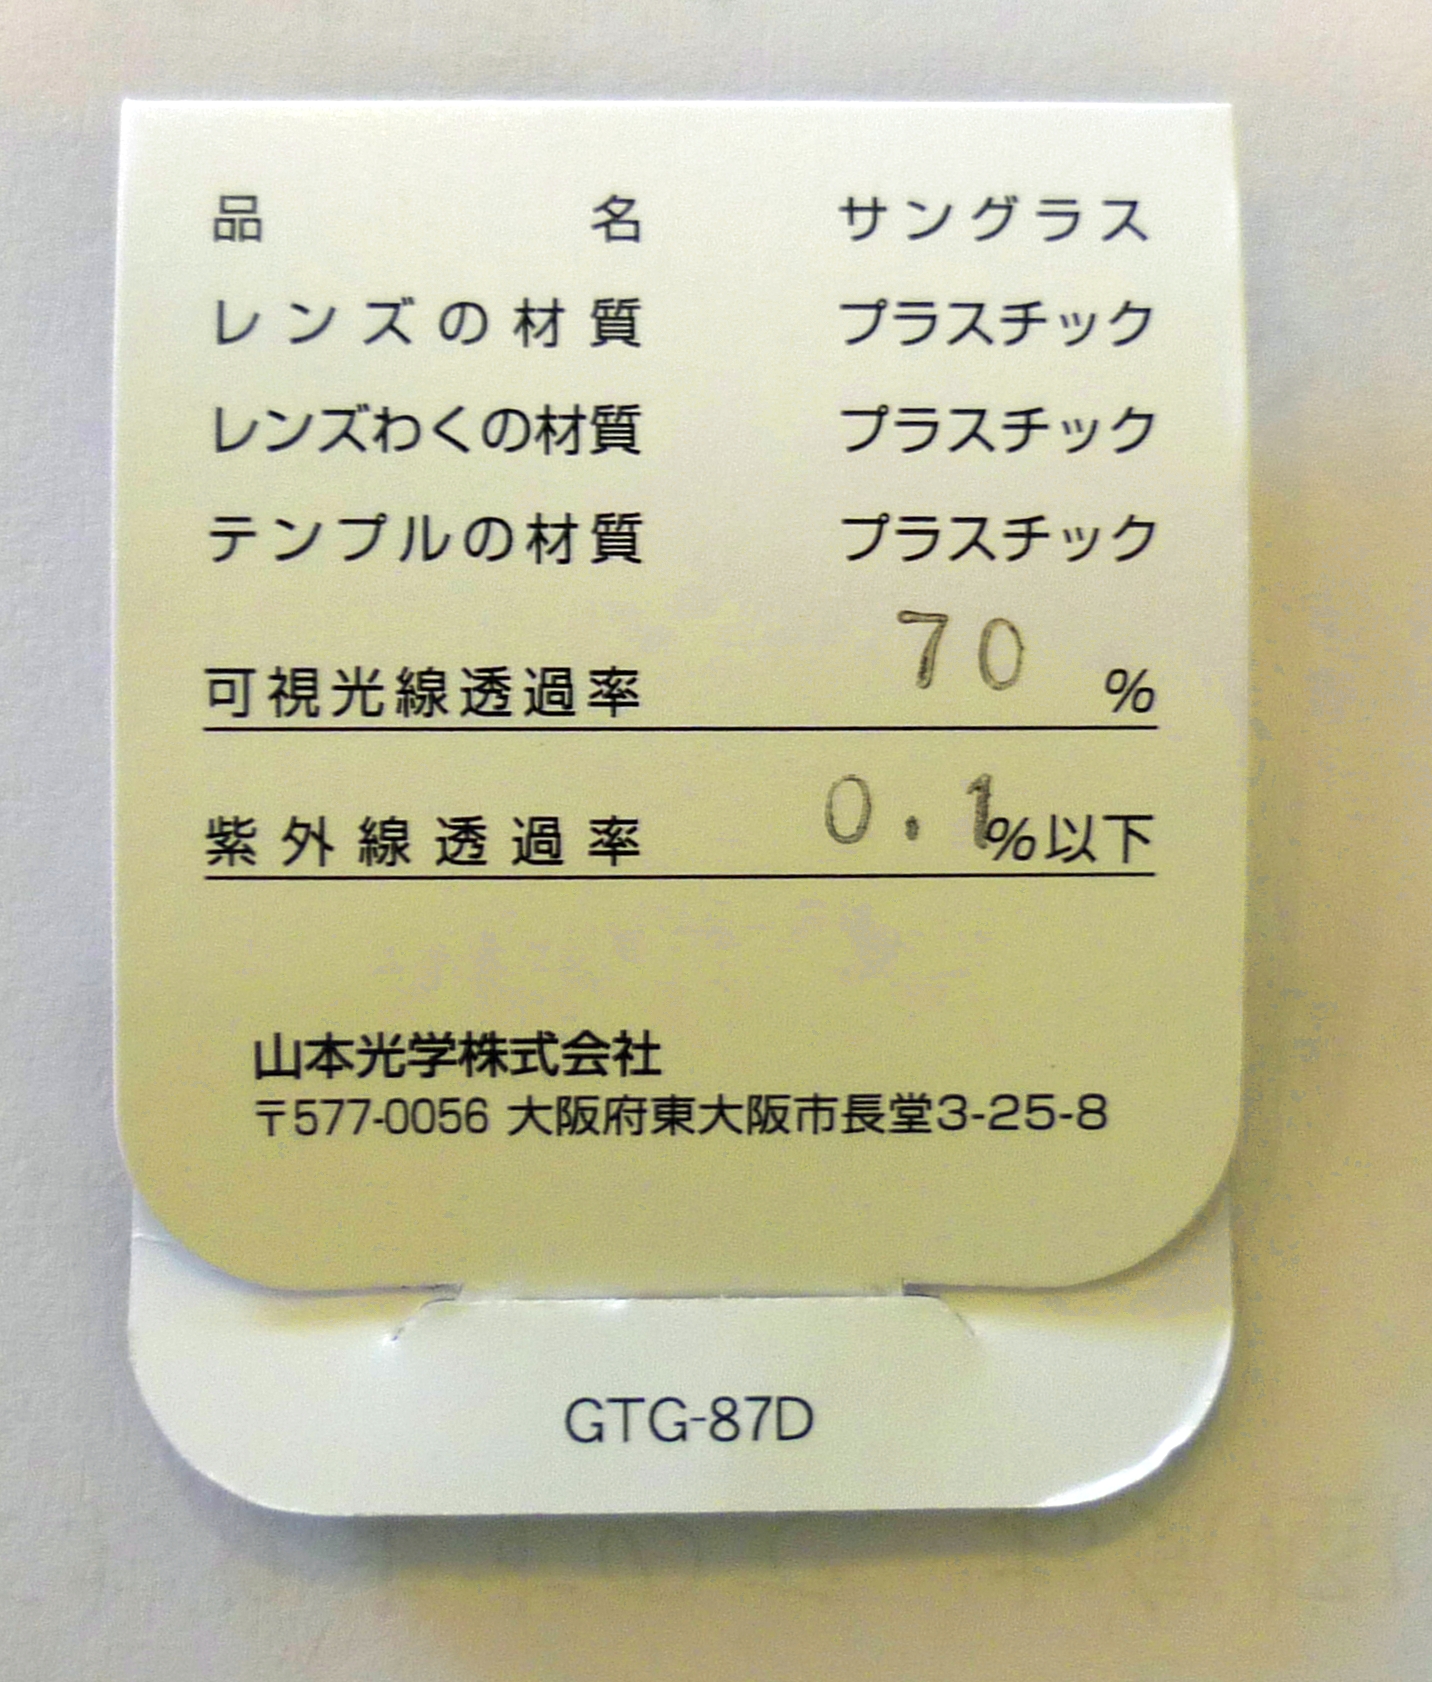 品名 サングラス
レンズの材質 プラスチック
レンズわくの材質 プラスチック
テンプルの材質 プラスチック
可視光線透過率 70 %
紫外線透過率 0.1%以下
山本光学株式会社
〒577-0056 大阪府東大阪市長堂3-25-8
GTG-87D